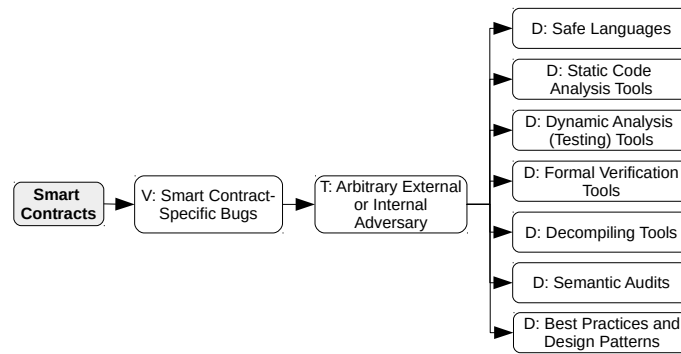 Smart
Contracts
V: Smart Contract-
Specific Bugs
T: Arbitrary External
or Internal
Adversary
D: Safe Languages
D: Static Code
Analysis Tools
D: Dynamic Analysis
(Testing) Tools
D: Formal Verification
Tools
D: Decompiling Tools
D: Semantic Audits
D: Best Practices and
Design Patterns